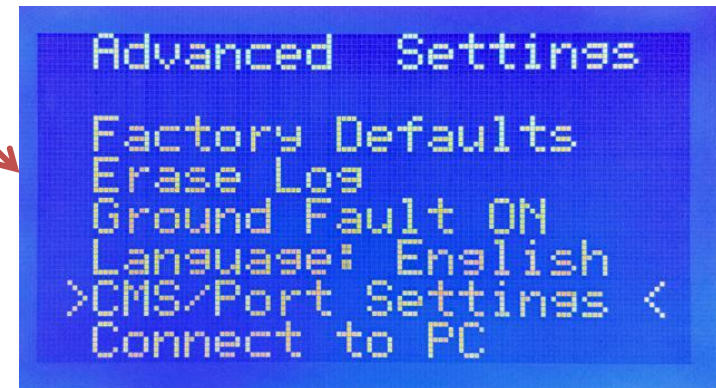 Advanced Settings
Factory Defaults
Erase Log
Ground Fault ON
Language: English
>CMS/Port Settings <
Connect to PC